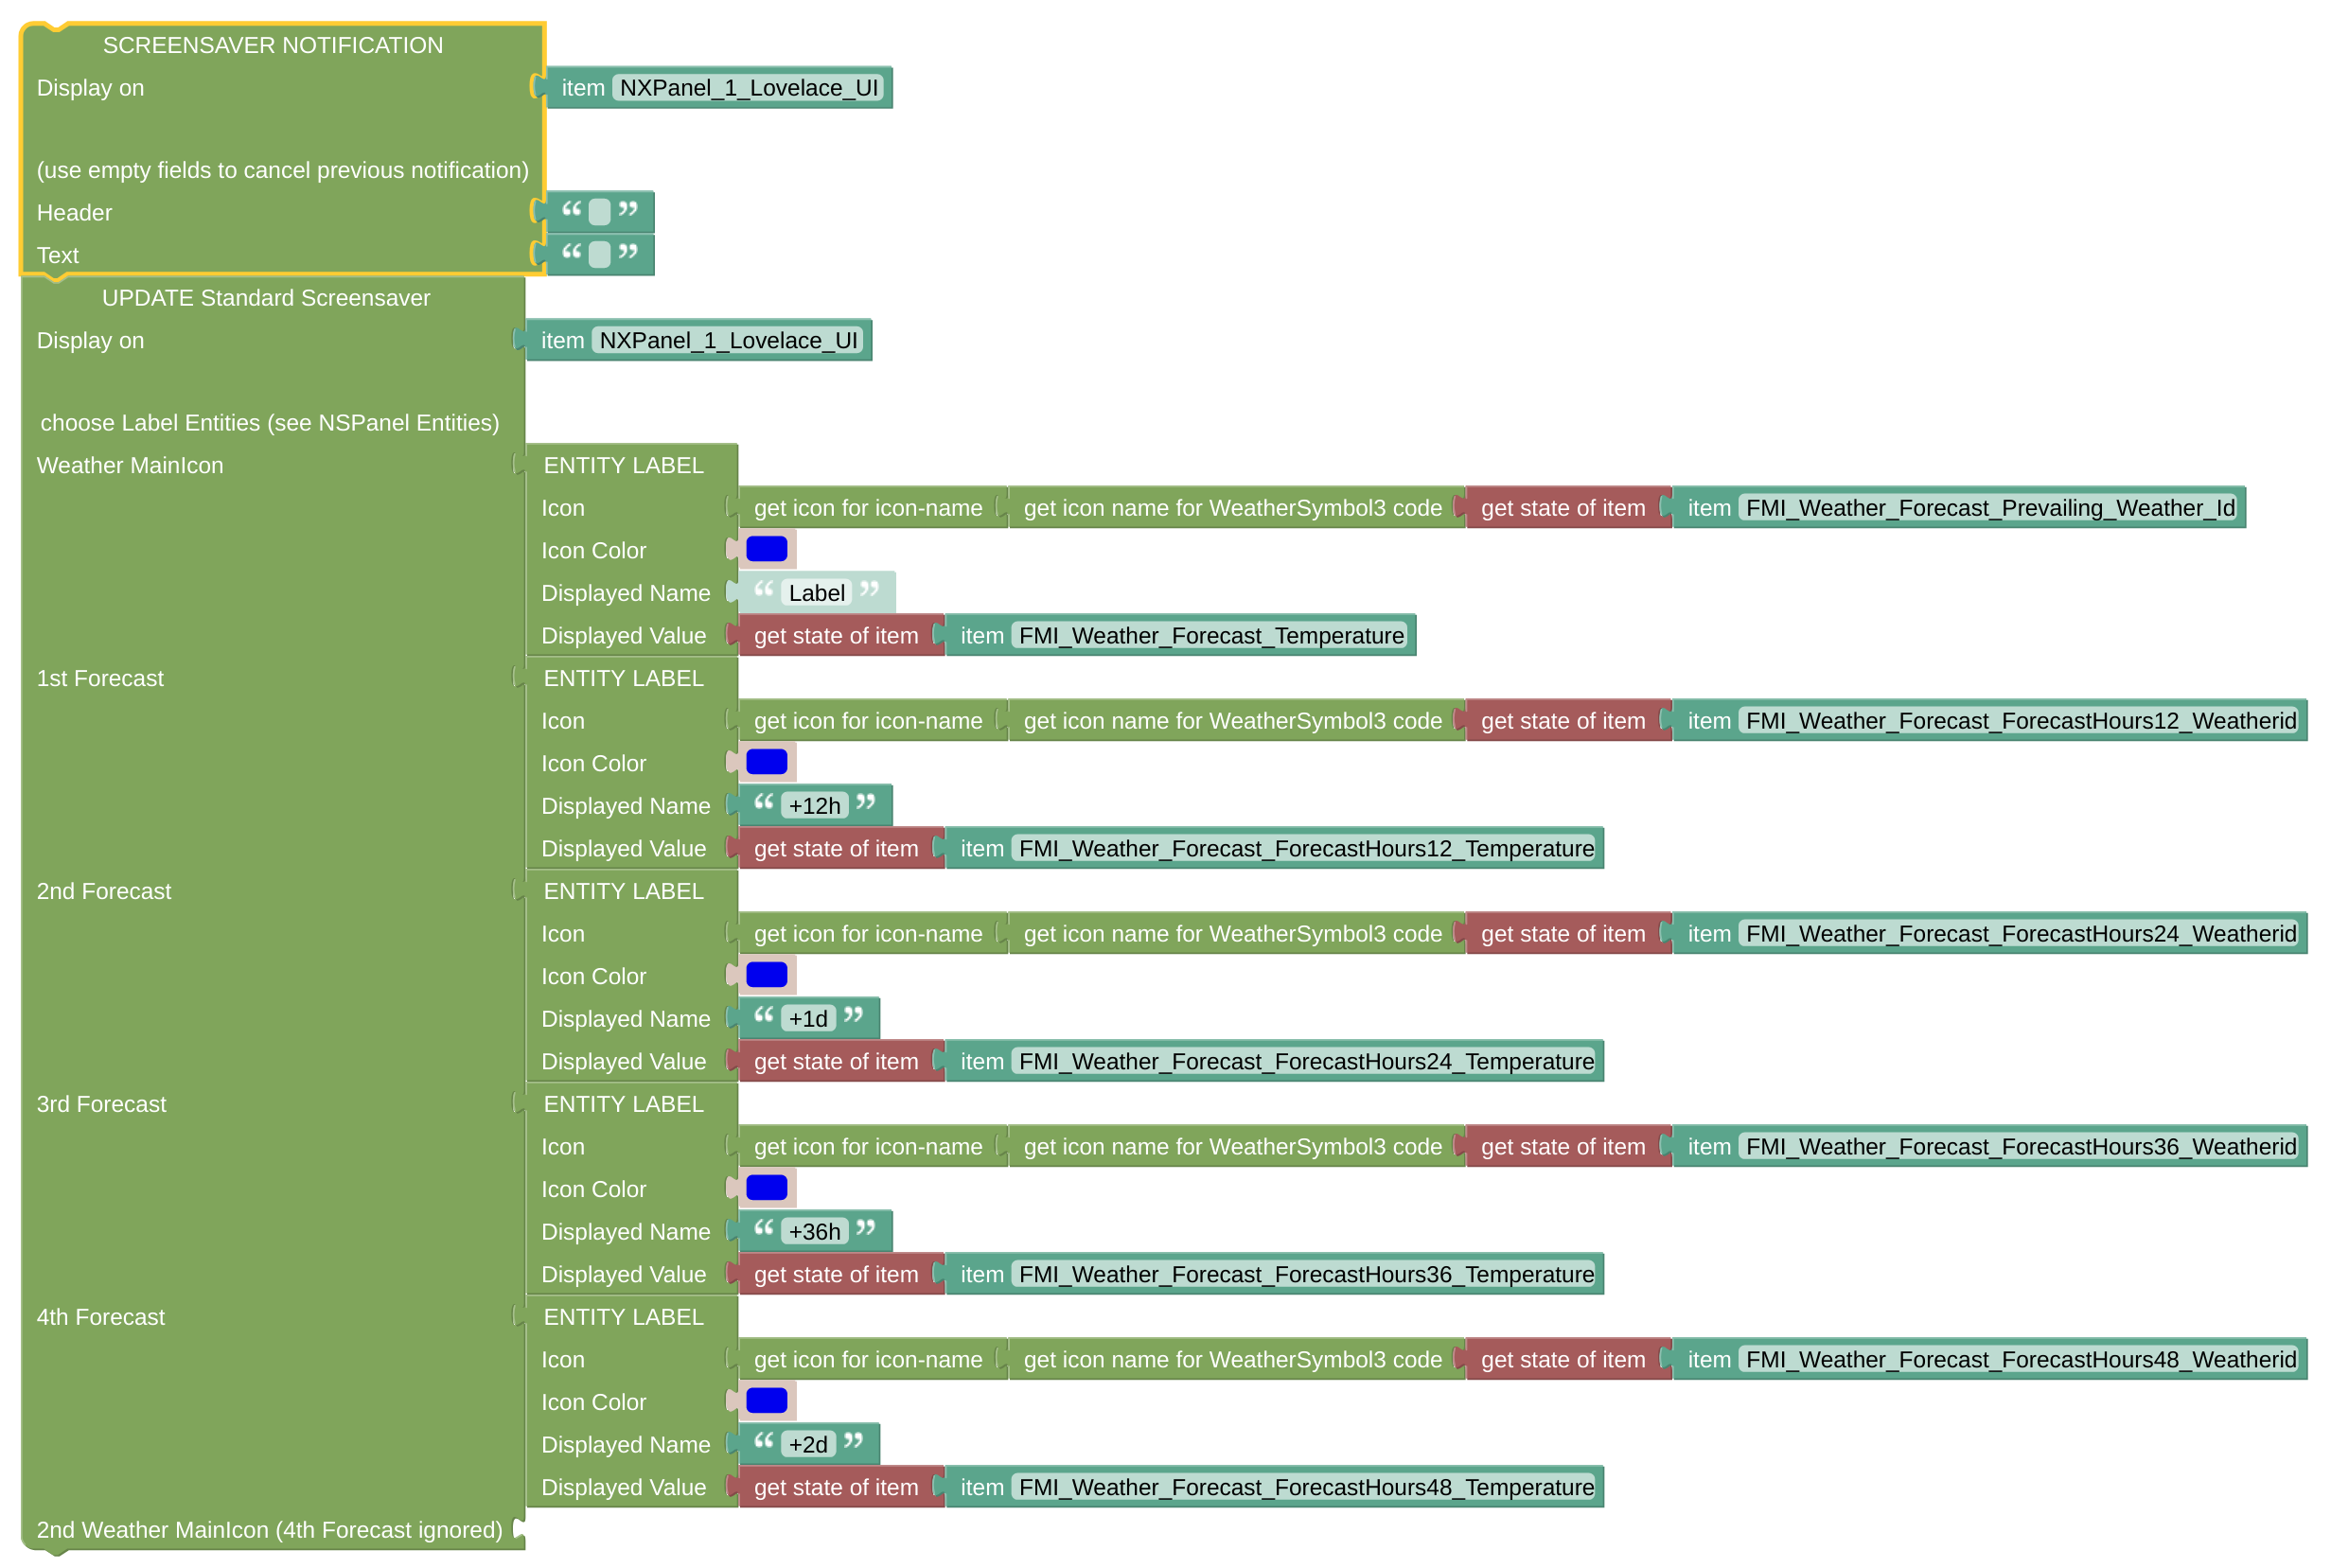 SCREENSAVER NOTIFICATION
Display on item NXPanel_1_Lovelace_UI
(use empty fields to cancel previous notification)
Header “ ”
Text “ ”
UPDATE Standard Screensaver
Display on item NXPanel_1_Lovelace_UI
choose Label Entities (see NSPanel Entities)
Weather MainIcon ENTITY LABEL
Icon get icon for icon-name get icon name for WeatherSymbol3 code get state of item item FMI_Weather_Forecast_Prevailing_Weather_Id
Icon Color
Displayed Name “ Label ”
Displayed Value get state of item item FMI_Weather_Forecast_Temperature
1st Forecast ENTITY LABEL
Icon get icon for icon-name get icon name for WeatherSymbol3 code get state of item item FMI_Weather_Forecast_ForecastHours12_Weatherid
Icon Color
Displayed Name “ +12h ”
Displayed Value get state of item item FMI_Weather_Forecast_ForecastHours12_Temperature
2nd Forecast ENTITY LABEL
Icon get icon for icon-name get icon name for WeatherSymbol3 code get state of item item FMI_Weather_Forecast_ForecastHours24_Weatherid
Icon Color
Displayed Name “ +1d ”
Displayed Value get state of item item FMI_Weather_Forecast_ForecastHours24_Temperature
3rd Forecast ENTITY LABEL
Icon get icon for icon-name get icon name for WeatherSymbol3 code get state of item item FMI_Weather_Forecast_ForecastHours36_Weatherid
Icon Color
Displayed Name “ +36h ”
Displayed Value get state of item item FMI_Weather_Forecast_ForecastHours36_Temperature
4th Forecast ENTITY LABEL
Icon get icon for icon-name get icon name for WeatherSymbol3 code get state of item item FMI_Weather_Forecast_ForecastHours48_Weatherid
Icon Color
Displayed Name “ +2d ”
Displayed Value get state of item item FMI_Weather_Forecast_ForecastHours48_Temperature
2nd Weather MainIcon (4th Forecast ignored)